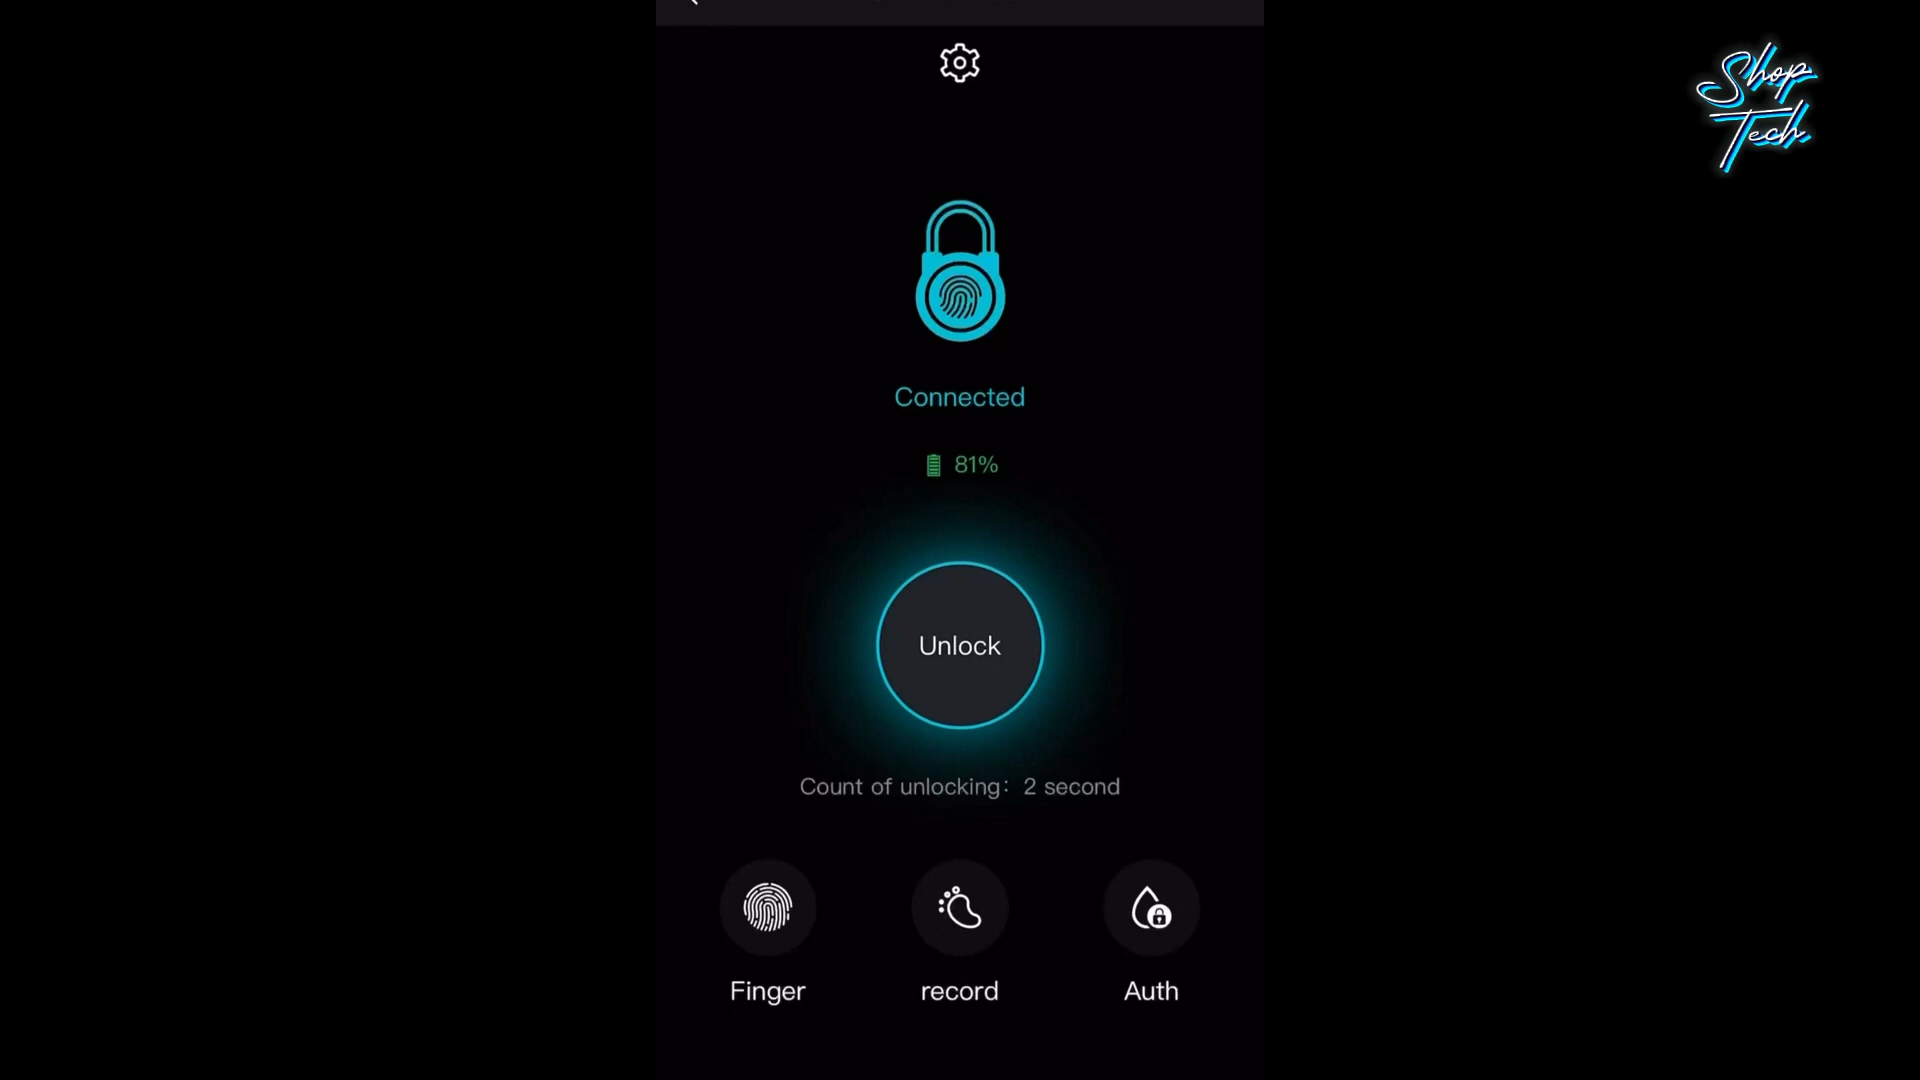 Shop
Tech
Connected
81%
Unlock
Count of unlocking: 2 second
Finger
record
Auth